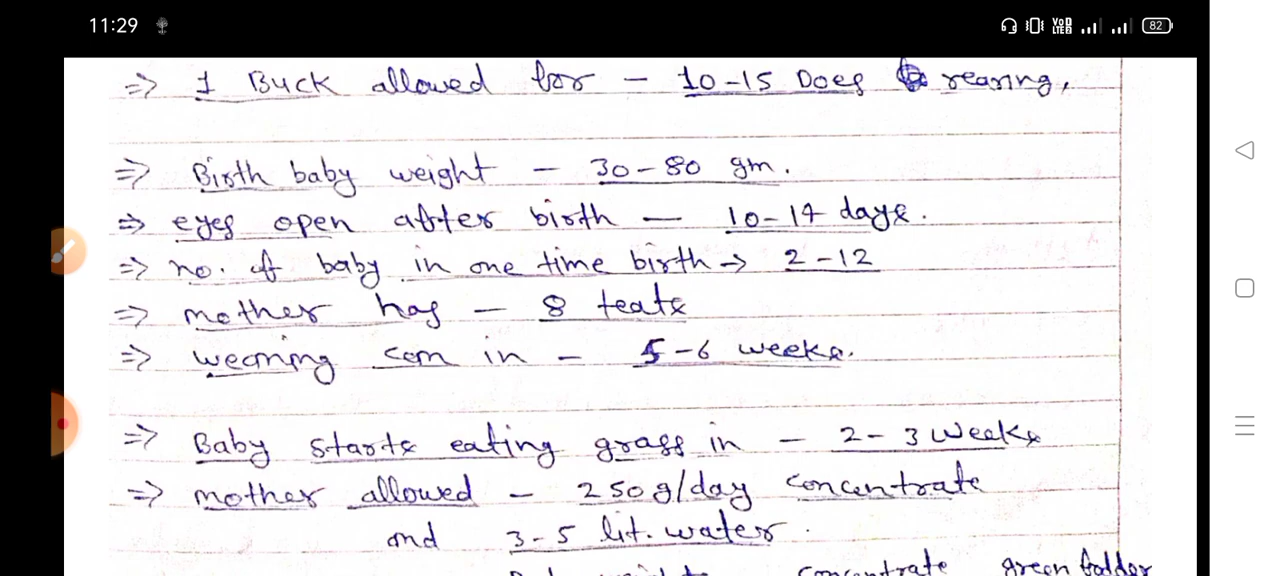 11:29
Vo) LTE 82
=> 1 Buck allowed for - 10-15 Does rearing,
=> Birth baby weight - 30-80 gm.
=> eyes open after birth - 10-14 days.
=> no. of baby in one time birth -> 2-12
=> mother has - 8 teats
=> weaning com in - 5-6 weeks.
=> Baby starts eating grass in - 2-3 weeks
=> mother allowed - 250g/day concentrate
and 3-5 lit. water.
concentrate green fodder